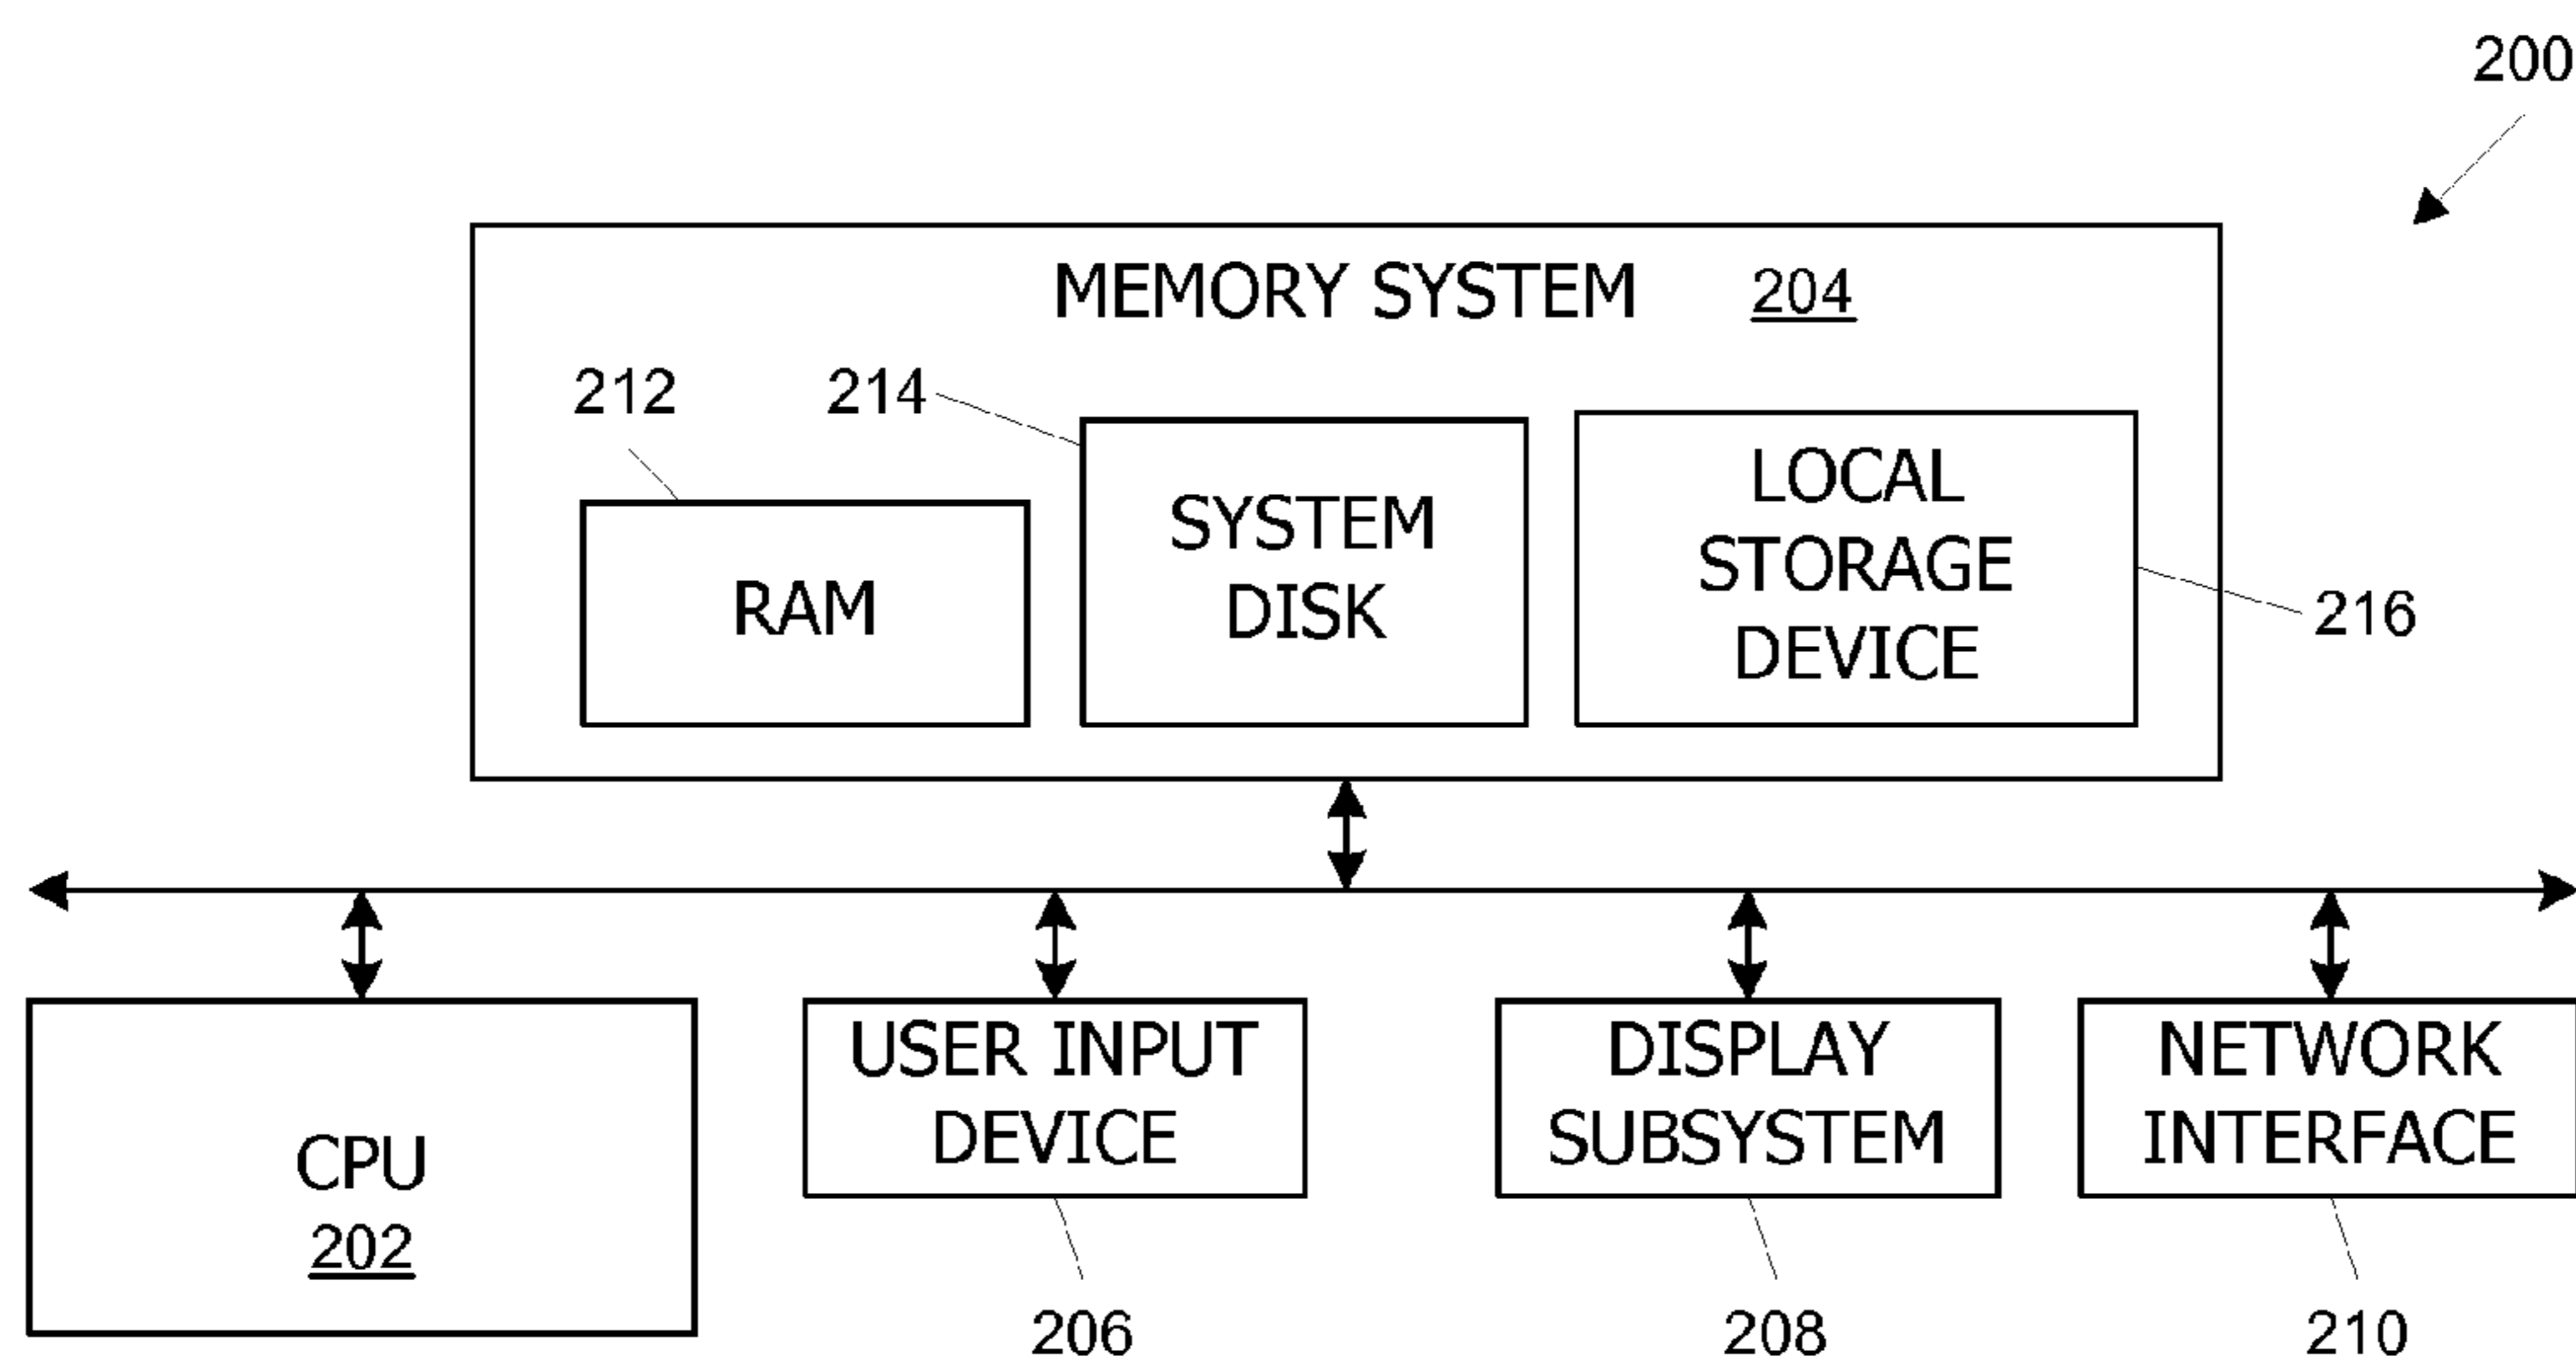 200
MEMORY SYSTEM 204
212
214
RAM
SYSTEM
DISK
LOCAL
STORAGE
DEVICE
216
CPU
202
USER INPUT
DEVICE
206
DISPLAY
SUBSYSTEM
208
NETWORK
INTERFACE
210